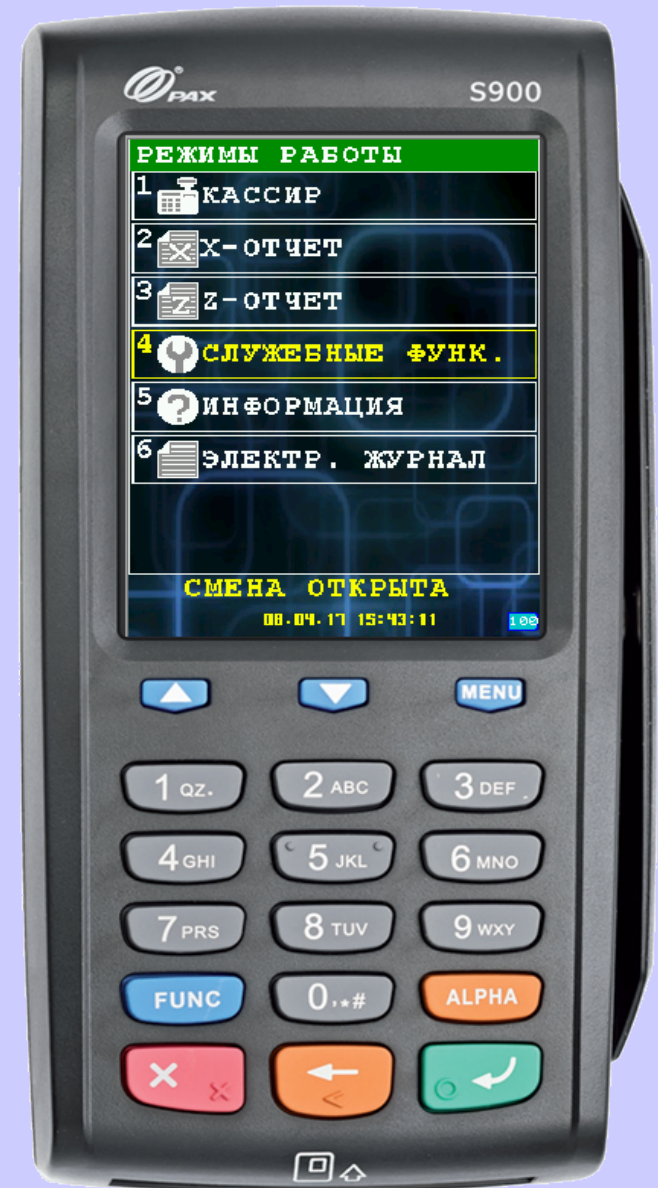 PAX
S900
РЕЖИМЫ РАБОТЫ
1 КАССИР
2 X-ОТЧЕТ
3 Z-ОТЧЕТ
4 СЛУЖЕБНЫЕ ФУНК.
5 ? ИНФОРМАЦИЯ
6 ЭЛЕКТР. ЖУРНАЛ
СМЕНА ОТКРЫТА
08.04.17 15:43:11 100
MENU
1 QZ. 2 ABC 3 DEF
4 GHI 5 JKL 6 MNO
7 PRS 8 TUV 9 WXY
FUNC 0,*# ALPHA